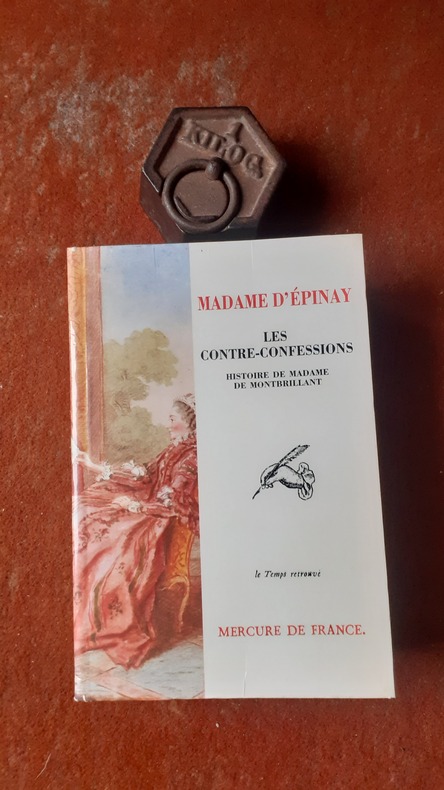 1
KILOG.
MADAME D'ÉPINAY
LES
CONTRE-CONFESSIONS
HISTOIRE DE MADAME
DE MONTBRILLANT
le Temps retrouvé
MERCURE DE FRANCE.